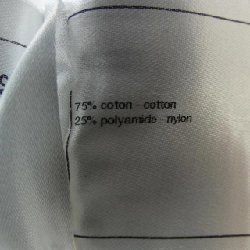 75% coton - cotton
25% polyamide - nylon